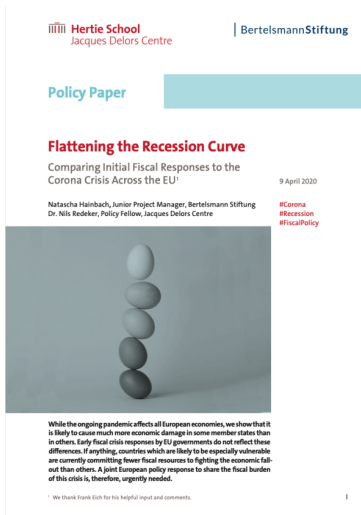 Hertie School
Jacques Delors Centre
BertelsmannStiftung
Policy Paper
Flattening the Recession Curve
Comparing Initial Fiscal Responses to the
Corona Crisis Across the EU¹
9 April 2020
Natascha Hainbach, Junior Project Manager, Bertelsmann Stiftung
Dr. Nils Redeker, Policy Fellow, Jacques Delors Centre
#Corona
#Recession
#FiscalPolicy
While the ongoing pandemic affects all European economies, we show that it
is likely to cause much more economic damage in some member states than
in others. Early fiscal crisis responses by EU governments do not reflect these
differences. If anything, countries which are likely to be especially vulnerable
are currently committing fewer fiscal resources to fighting the economic fall-
out than others. A joint European policy response to share the fiscal burden
of this crisis is, therefore, urgently needed.
¹ We thank Frank Eich for his helpful input and comments.
1